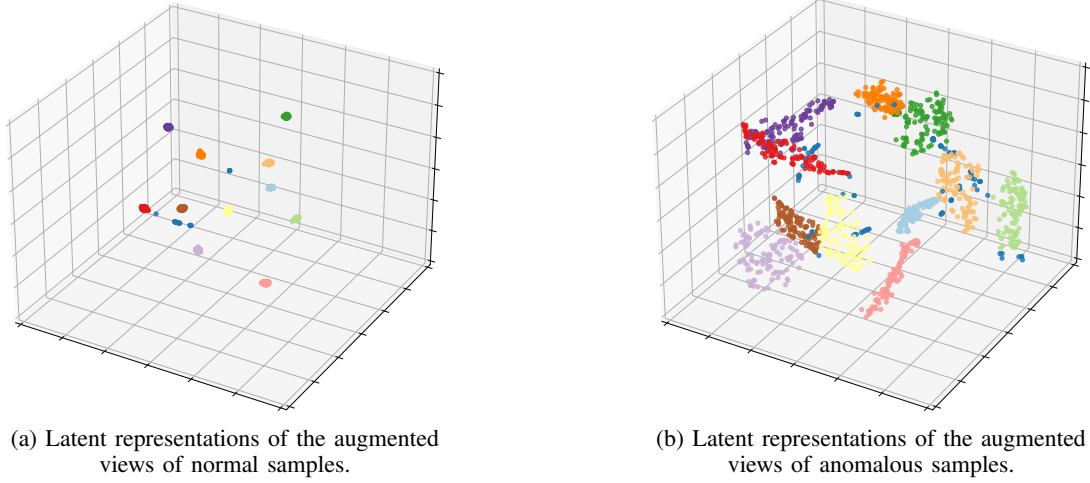 (a) Latent representations of the augmented
views of normal samples.
(b) Latent representations of the augmented
views of anomalous samples.